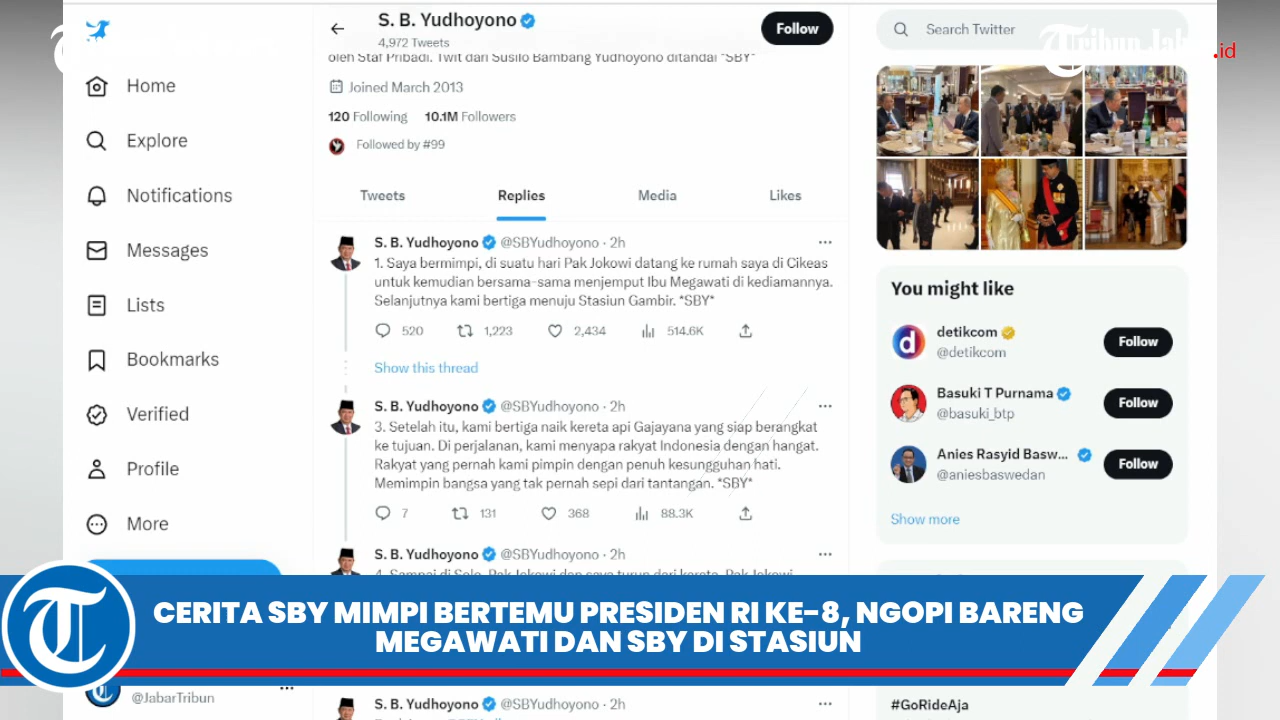 S. B. Yudhoyono
4,972 Tweets
Follow
Search Twitter
Tribun Jabar.id
oleh Staf Pribadi. Twit dari Susilo Bambang Yudhoyono ditandai *SBY*
Joined March 2013
120 Following 10.1M Followers
Followed by #99
Tweets Replies Media Likes
Home
Explore
Notifications
Messages
Lists
Bookmarks
Verified
Profile
More
S. B. Yudhoyono @SBYudhoyono · 2h
1. Saya bermimpi, di suatu hari Pak Jokowi datang ke rumah saya di Cikeas
untuk kemudian bersama-sama menjemput Ibu Megawati di kediamannya.
Selanjutnya kami bertiga menuju Stasiun Gambir. *SBY*
520 1,223 2,434 514.6K
Show this thread
S. B. Yudhoyono @SBYudhoyono · 2h
3. Setelah itu, kami bertiga naik kereta api Gajayana yang siap berangkat
ke tujuan. Di perjalanan, kami menyapa rakyat Indonesia dengan hangat.
Rakyat yang pernah kami pimpin dengan penuh kesungguhan hati.
Memimpin bangsa yang tak pernah sepi dari tantangan. *SBY*
7 131 368 88.3K
S. B. Yudhoyono @SBYudhoyono · 2h
4. Sampai di Solo, Pak Jokowi dan saya turun dari kereta. Pak Jokowi
You might like
detikcom
@detikcom
Follow
Basuki T Purnama
@basuki_btp
Follow
Anies Rasyid Basw...
@aniesbaswedan
Follow
Show more
CERITA SBY MIMPI BERTEMU PRESIDEN RI KE-8, NGOPI BARENG
MEGAWATI DAN SBY DI STASIUN
@JabarTribun
S. B. Yudhoyono @SBYudhoyono · 2h
#GoRideAja